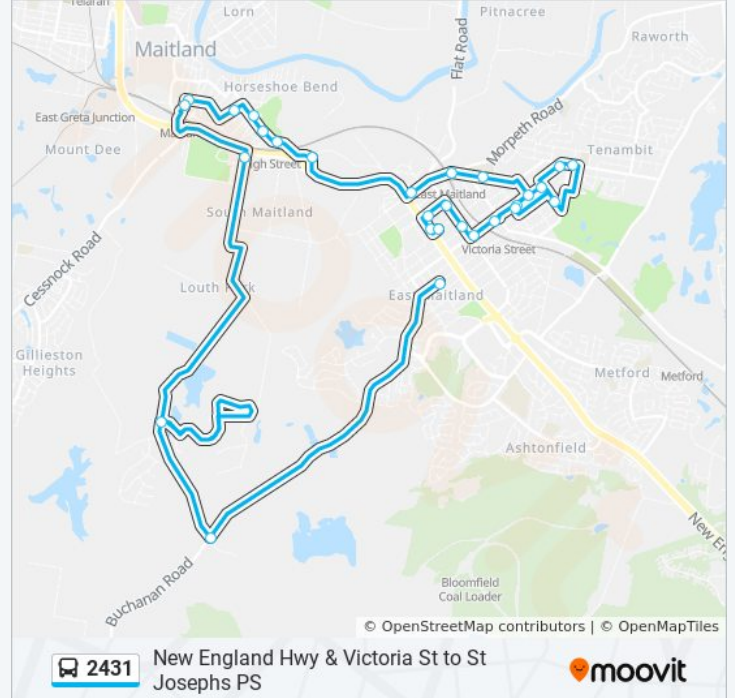 Telarah
Lorn
Pitnacree
Maitland
Flat Road
Raworth
Horseshoe Bend
Morpeth Road
East Greta Junction
Mount Dee
High Street
Tenambit
East Maitland
South Maitland
Victoria Street
Cessnock Road
Louth Park
East Maitland
Gillieston
Heights
Metford
Metford
Ashtonfield
New En
Bloomfield
Coal Loader
Buchanan Road
© OpenStreetMap contributors | © OpenMapTiles
2431
New England Hwy & Victoria St to St
Josephs PS
moovit